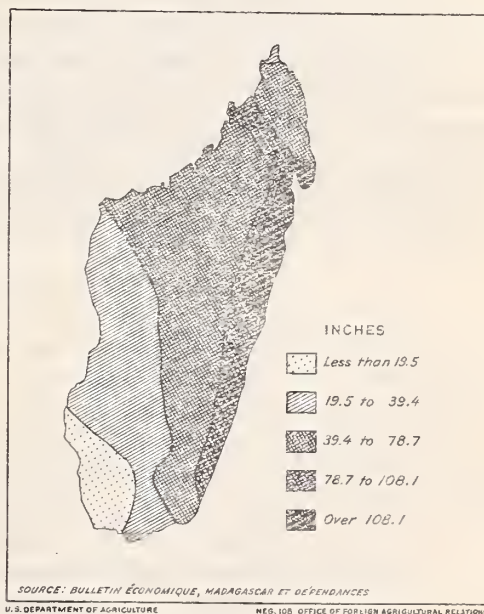 INCHES
Less than 19.5
19.5 to 39.4
39.4 to 78.7
78.7 to 108.1
Over 108.1
SOURCE: BULLETIN ÉCONOMIQUE, MADAGASCAR ET DÉPENDANCES
U.S. DEPARTMENT OF AGRICULTURE NEG. 108 OFFICE OF FOREIGN AGRICULTURAL RELATIONS